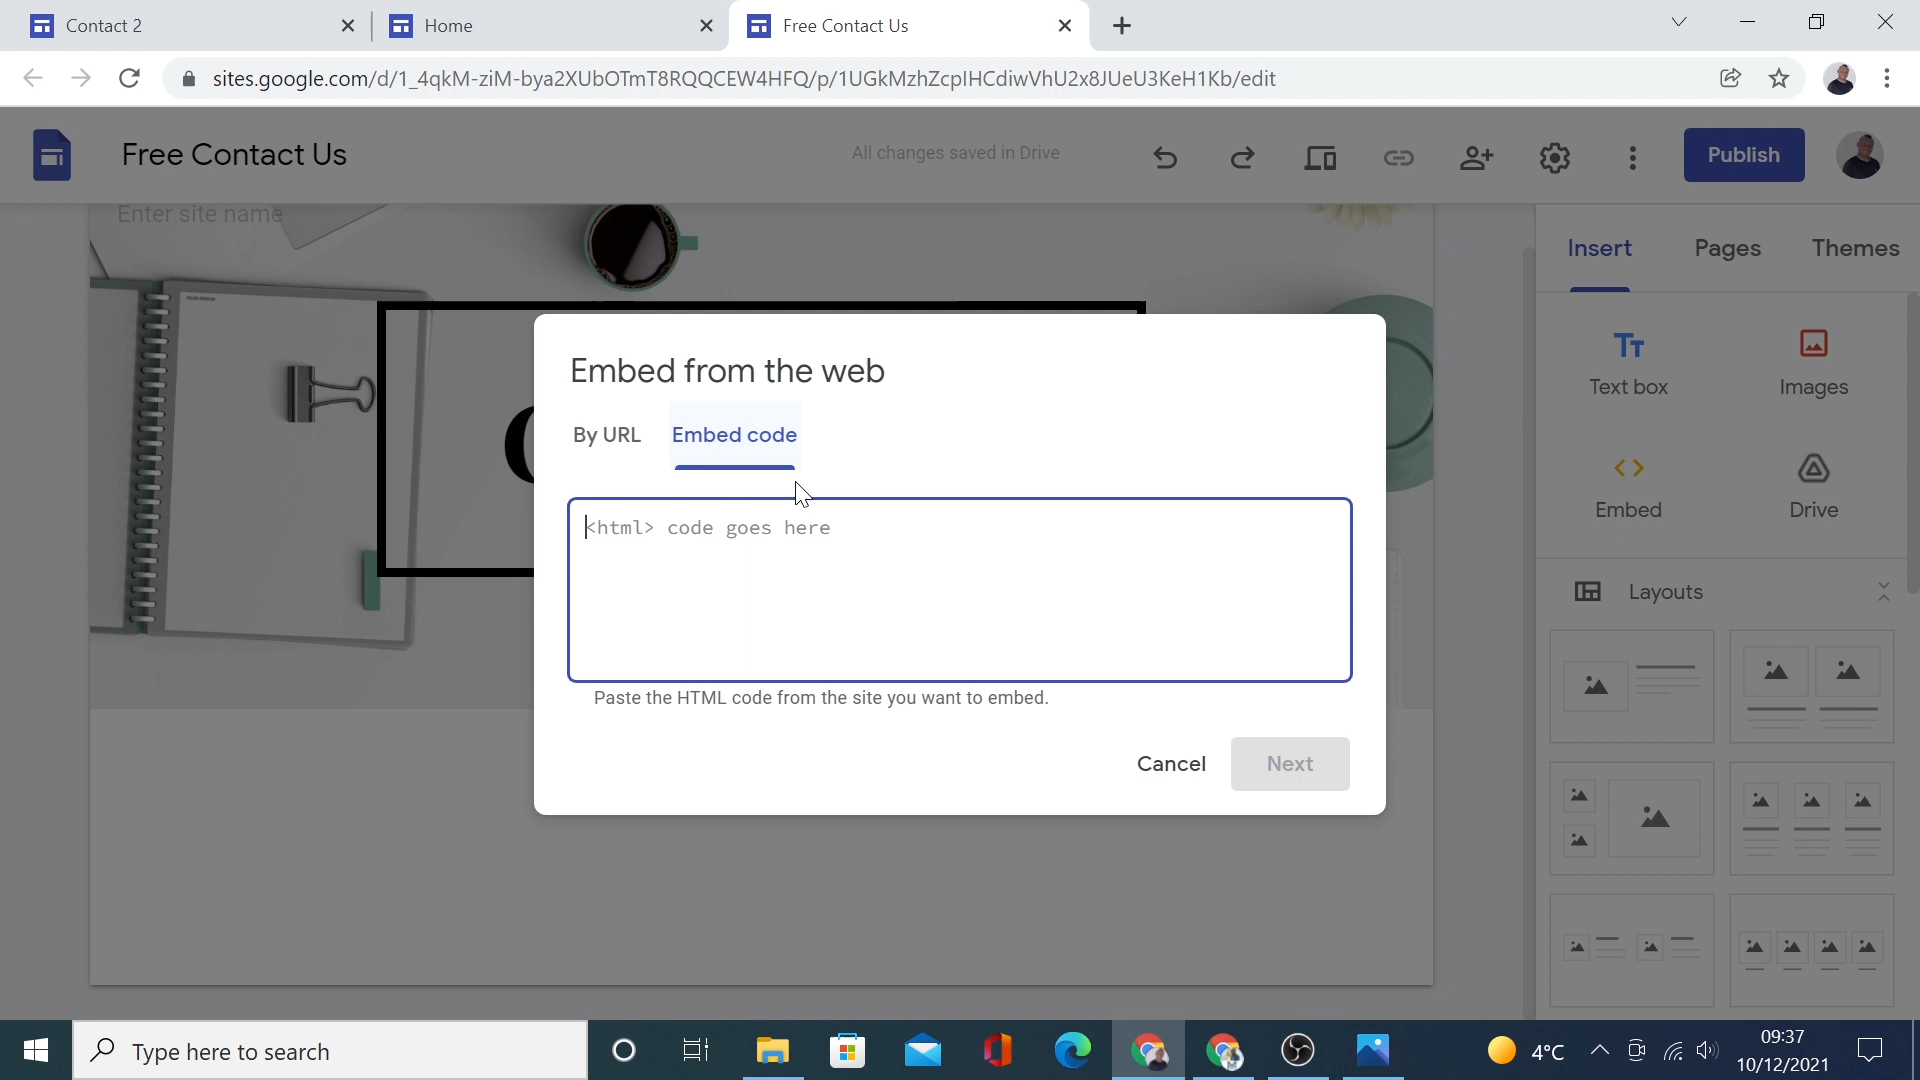 Contact 2
Home
Free Contact Us
sites.google.com/d/1_4qkM-ziM-bya2XUbOTmT8RQQCEW4HFQ/p/1UGkMzhZcpIHCdiwVhU2x8JUeU3KeH1Kb/edit
Free Contact Us
All changes saved in Drive
Publish
Enter site name
Insert
Pages
Themes
YOUR DESIGN
Embed from the web
By URL
Embed code
<html> code goes here
Paste the HTML code from the site you want to embed.
Cancel
Next
Text box
Images
Embed
Drive
Layouts
Type here to search
4°C
09:37
10/12/2021